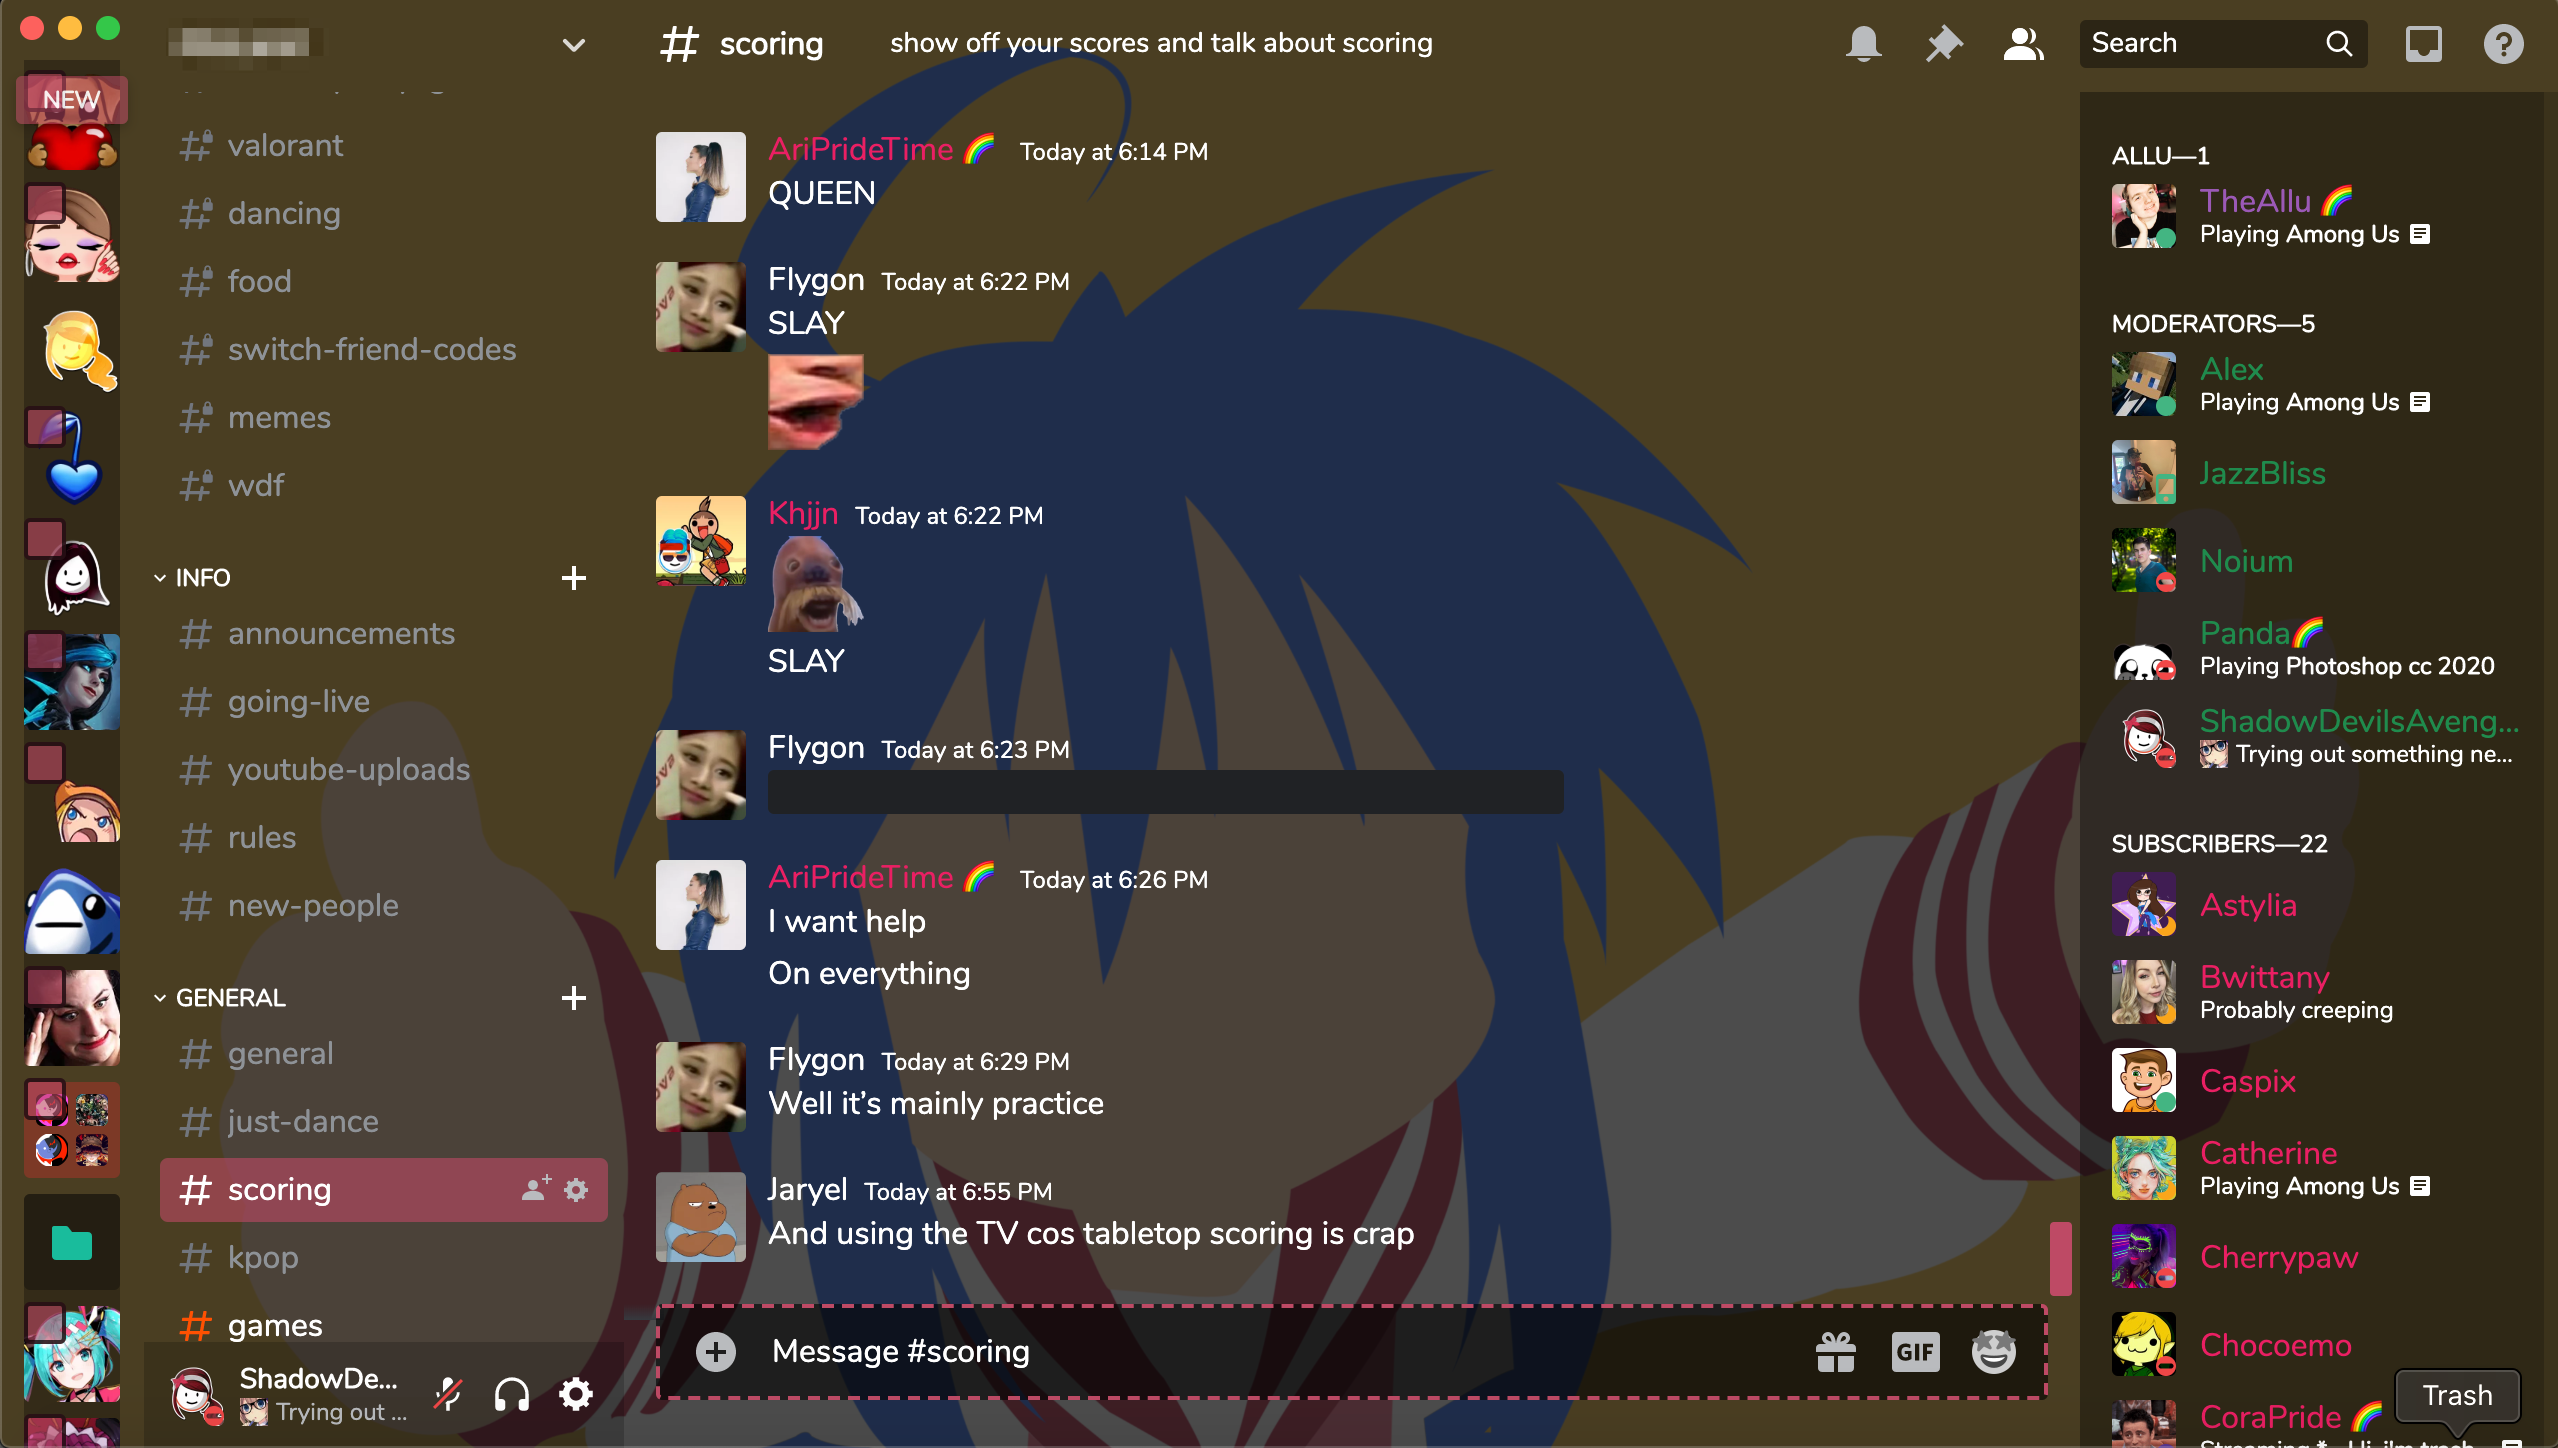 scoring
show off your scores and talk about scoring
Search
NEW
valorant
dancing
food
switch-friend-codes
memes
wdf
INFO
announcements
going-live
youtube-uploads
rules
new-people
GENERAL
general
just-dance
scoring
kpop
games
ShadowDe...
Trying out ...
AriPrideTime 🌈 Today at 6:14 PM
QUEEN
Flygon Today at 6:22 PM
SLAY
Khjjn Today at 6:22 PM
SLAY
Flygon Today at 6:23 PM
AriPrideTime 🌈 Today at 6:26 PM
I want help
On everything
Flygon Today at 6:29 PM
Well it’s mainly practice
Jaryel Today at 6:55 PM
And using the TV cos tabletop scoring is crap
Message #scoring
GIF
ALLU—1
TheAllu 🌈
Playing Among Us
MODERATORS—5
Alex
Playing Among Us
JazzBliss
Noium
Panda🌈
Playing Photoshop cc 2020
ShadowDevilsAveng...
Trying out something ne...
SUBSCRIBERS—22
Astylia
Bwittany
Probably creeping
Caspix
Catherine
Playing Among Us
Cherrypaw
Chocoemo
CoraPride 🌈
Trash